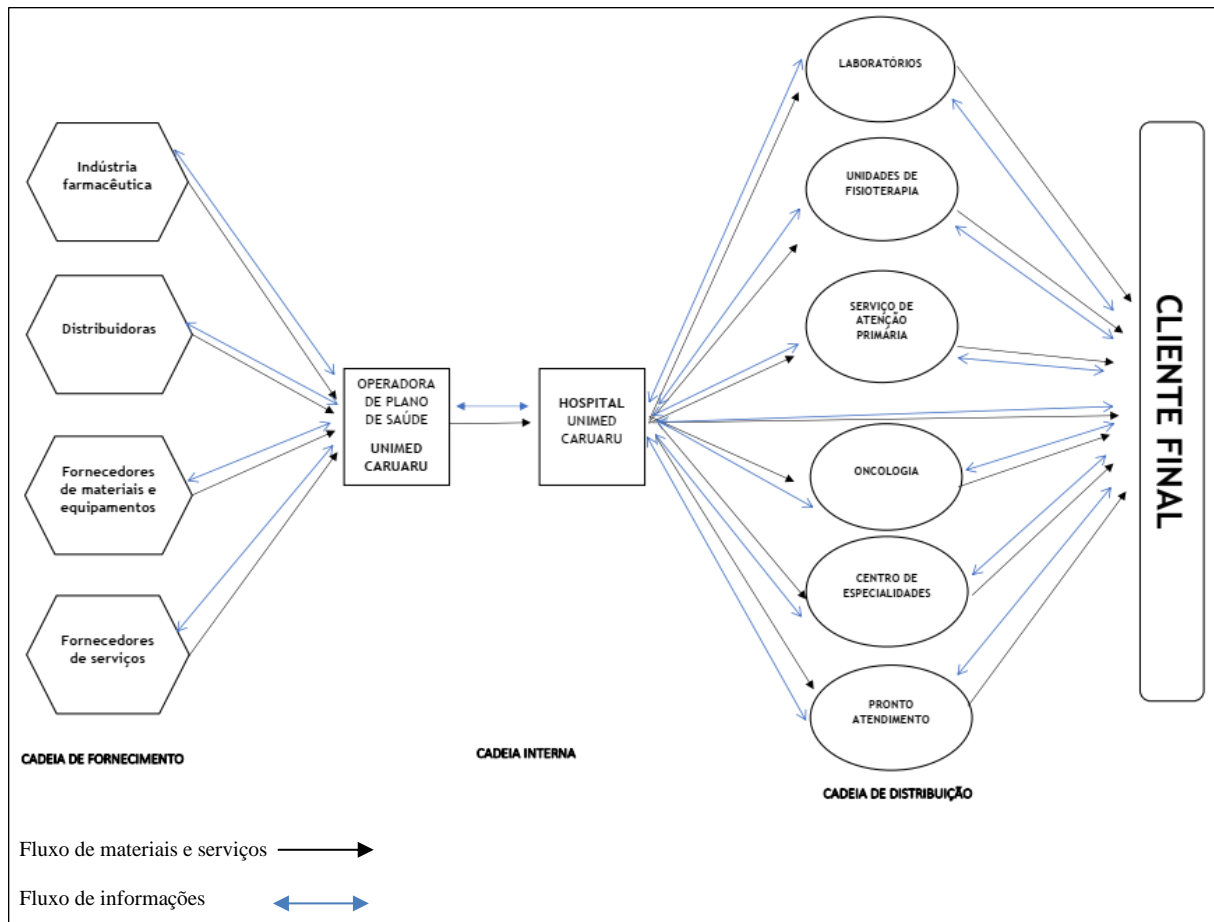 Indústria
farmacêutica
Distribuidoras
Fornecedores
de materiais e
equipamentos
Fornecedores
de serviços
CADEIA DE FORNECIMENTO
OPERADORA
DE PLANO
DE SAÚDE
UNIMED
CARUARU
HOSPITAL
UNIMED
CARUARU
CADEIA INTERNA
LABORATÓRIOS
UNIDADES DE
FISIOTERAPIA
SERVIÇO DE
ATENÇÃO
PRIMÁRIA
ONCOLOGIA
CENTRO DE
ESPECIALIDADES
PRONTO
ATENDIMENTO
CADEIA DE DISTRIBUIÇÃO
CLIENTE FINAL
Fluxo de materiais e serviços
Fluxo de informações